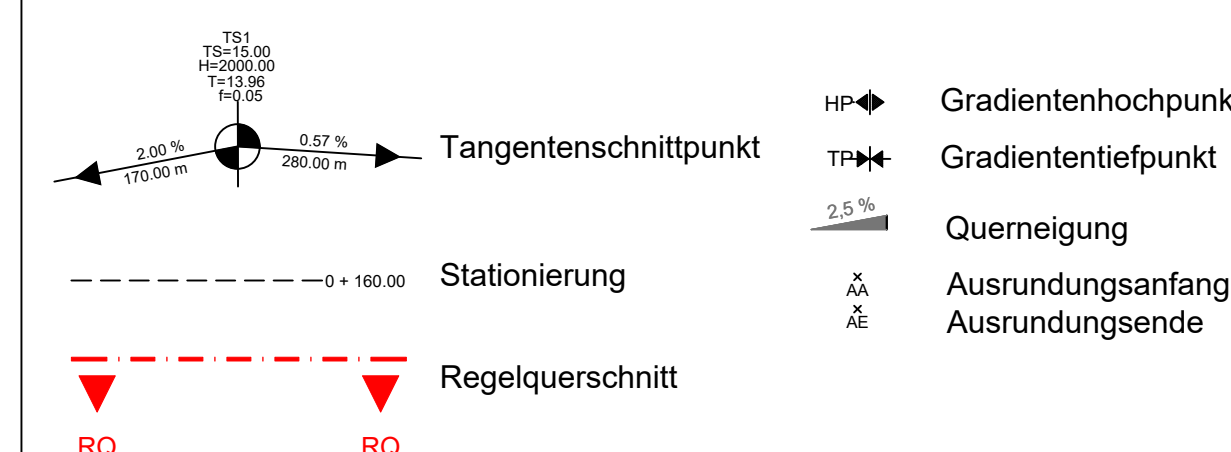 TS1
TS=15.00
H=2000.00
T=13.96
f=0.05
2.00 %
170.00 m
0.57 %
280.00 m
Tangentenschnittpunkt
0 + 160.00
Stationierung
Regelquerschnitt
RQ RQ
HP Gradientenhochpunk
TP Gradiententiefpunkt
2,5 % Querneigung
AA Ausrundungsanfang
AE Ausrundungsende